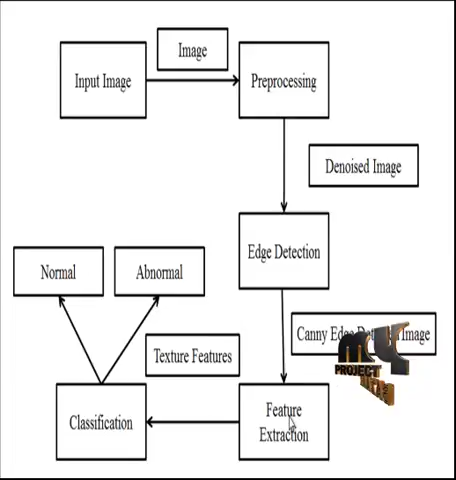 Image
Input Image
Preprocessing
Denoised Image
Edge Detection
Normal
Abnormal
Canny Edge Image
Texture Features
PROJECT
Classification
Feature
Extraction